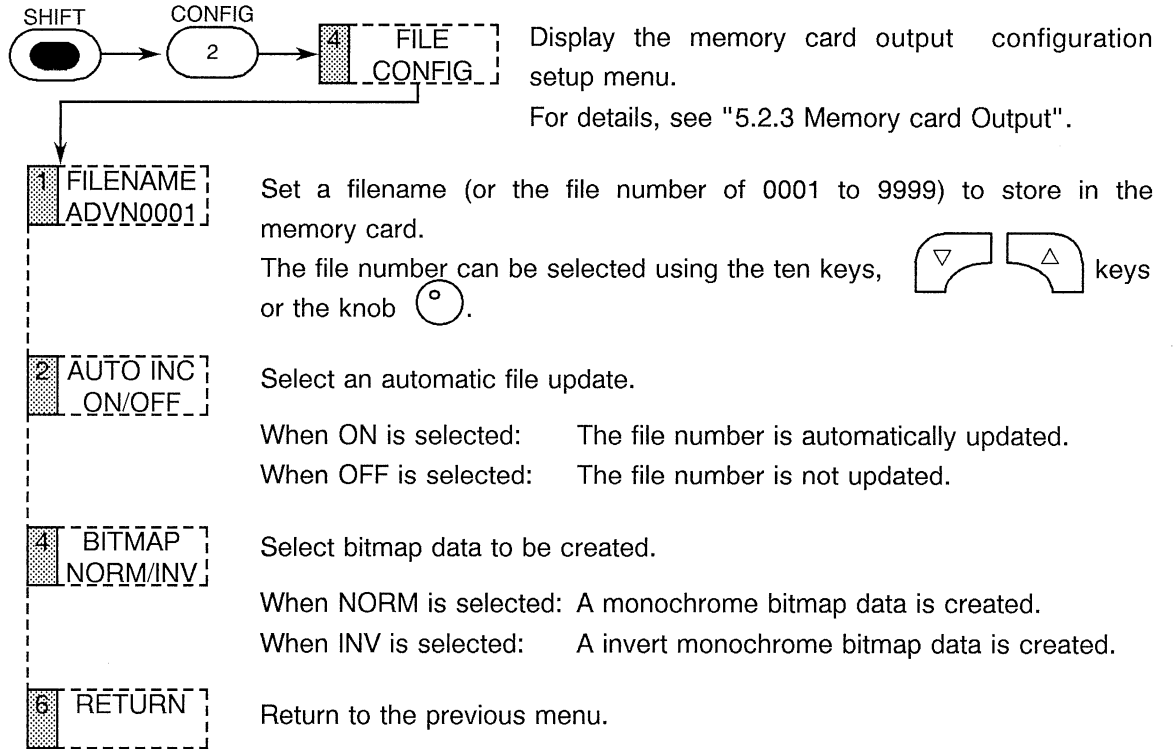 SHIFT
CONFIG
2
4 FILE
CONFIG
Display the memory card output configuration
setup menu.
For details, see "5.2.3 Memory card Output".
1 FILENAME
ADVN0001
Set a filename (or the file number of 0001 to 9999) to store in the
memory card.
The file number can be selected using the ten keys, ▽ △ keys
or the knob .
2 AUTO INC
ON/OFF
Select an automatic file update.
When ON is selected: The file number is automatically updated.
When OFF is selected: The file number is not updated.
4 BITMAP
NORM/INV
Select bitmap data to be created.
When NORM is selected: A monochrome bitmap data is created.
When INV is selected: A invert monochrome bitmap data is created.
6 RETURN
Return to the previous menu.